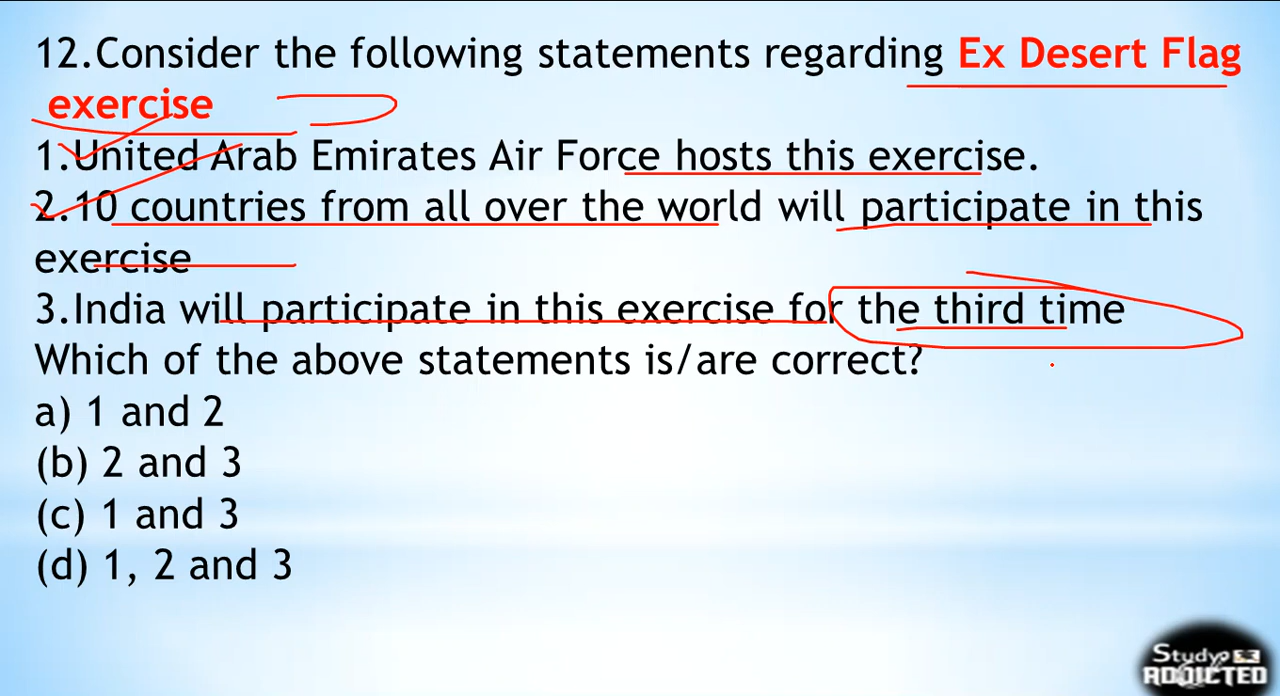 12.Consider the following statements regarding Ex Desert Flag
exercise
1.United Arab Emirates Air Force hosts this exercise.
2.10 countries from all over the world will participate in this
exercise
3.India will participate in this exercise for the third time
Which of the above statements is/are correct?
a) 1 and 2
(b) 2 and 3
(c) 1 and 3
(d) 1, 2 and 3
Study
ADDICTED